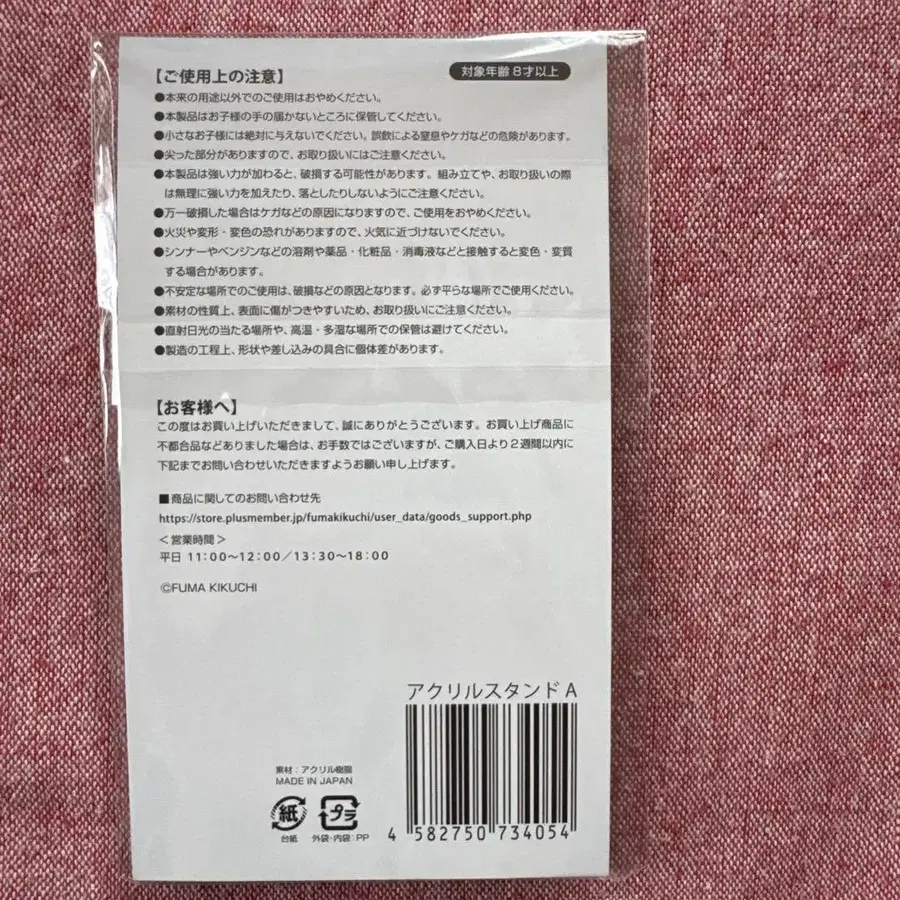 【ご使用上の注意】
対象年齢 8才以上
●本来の用途以外でのご使用はおやめください。
●本製品はお子様の手の届かないところに保管してください。
●小さなお子様には絶対に与えないでください。誤飲による窒息やケガなどの危険があります。
●尖った部分がありますので、お取り扱いにはご注意ください。
●本製品は強い力が加わると、破損する可能性があります。組み立てや、お取り扱いの際
は無理に強い力を加えたり、落としたりしないようにご注意ください。
●万一破損した場合はケガなどの原因になりますので、ご使用をおやめください。
●火災や変形・変色の恐れがありますので、火気に近づけないでください。
●シンナーやベンジンなどの溶剤や薬品・化粧品・消毒液などと接触すると変色・変質
する場合があります。
●不安定な場所でのご使用は、破損などの原因となります。必ず平らな場所でご使用ください。
●素材の性質上、表面に傷がつきやすいため、お取り扱いにご注意ください。
●直射日光の当たる場所や、高温・多湿な場所での保管は避けてください。
●製造の工程上、形状や差し込みの具合に個体差があります。
【お客様へ】
この度はお買い上げいただきまして、誠にありがとうございます。お買い上げ商品に
不都合品などありました場合は、お手数ではございますが、ご購入日より2週間以内に
下記までお問い合わせいただきますようお願い申し上げます。
■商品に関してのお問い合わせ先
https://store.plusmember.jp/fumakikuchi/user_data/goods_support.php
＜営業時間＞
平日 11:00～12:00／13:30～18:00
©FUMA KIKUCHI
アクリルスタンド A
素材：アクリル樹脂
MADE IN JAPAN
紙
プラ
台紙
外袋・内袋：PP
4 582750 734054